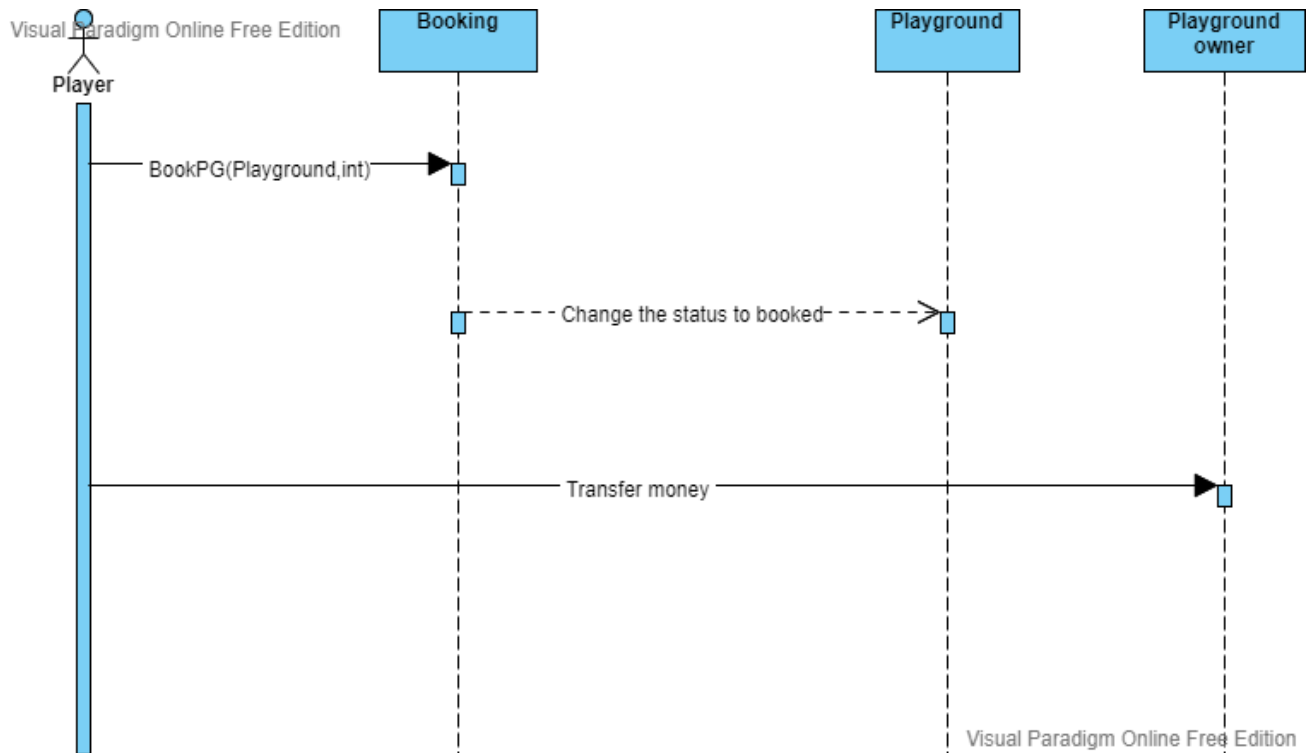 Visual Paradigm Online Free Edition
Player
Booking
Playground
Playground
owner
BookPG(Playground,int)
Change the status to booked
Transfer money
Visual Paradigm Online Free Edition